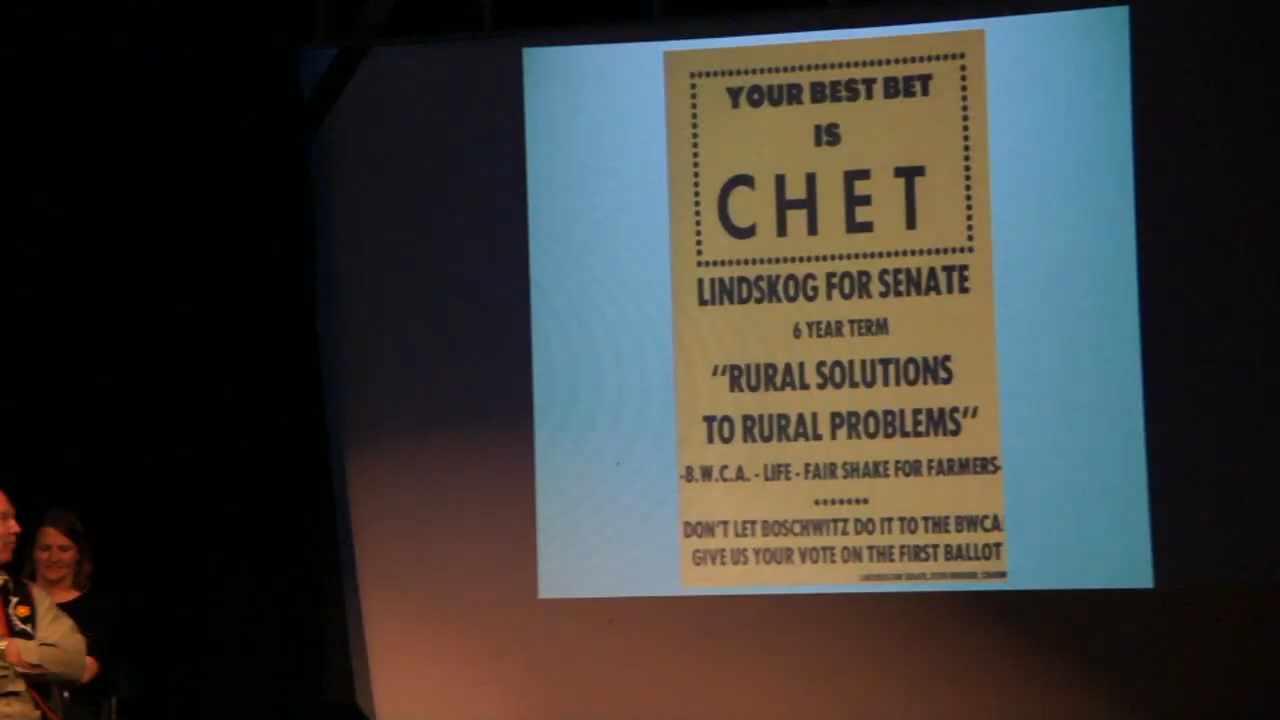 YOUR BEST BET
IS
CHET
LINDSKOG FOR SENATE
6 YEAR TERM
"RURAL SOLUTIONS
TO RURAL PROBLEMS"
-B.W.C.A. - LIFE - FAIR SHAKE FOR FARMERS-
DON'T LET BOSCHWITZ DO IT TO THE BWCA
GIVE US YOUR VOTE ON THE FIRST BALLOT